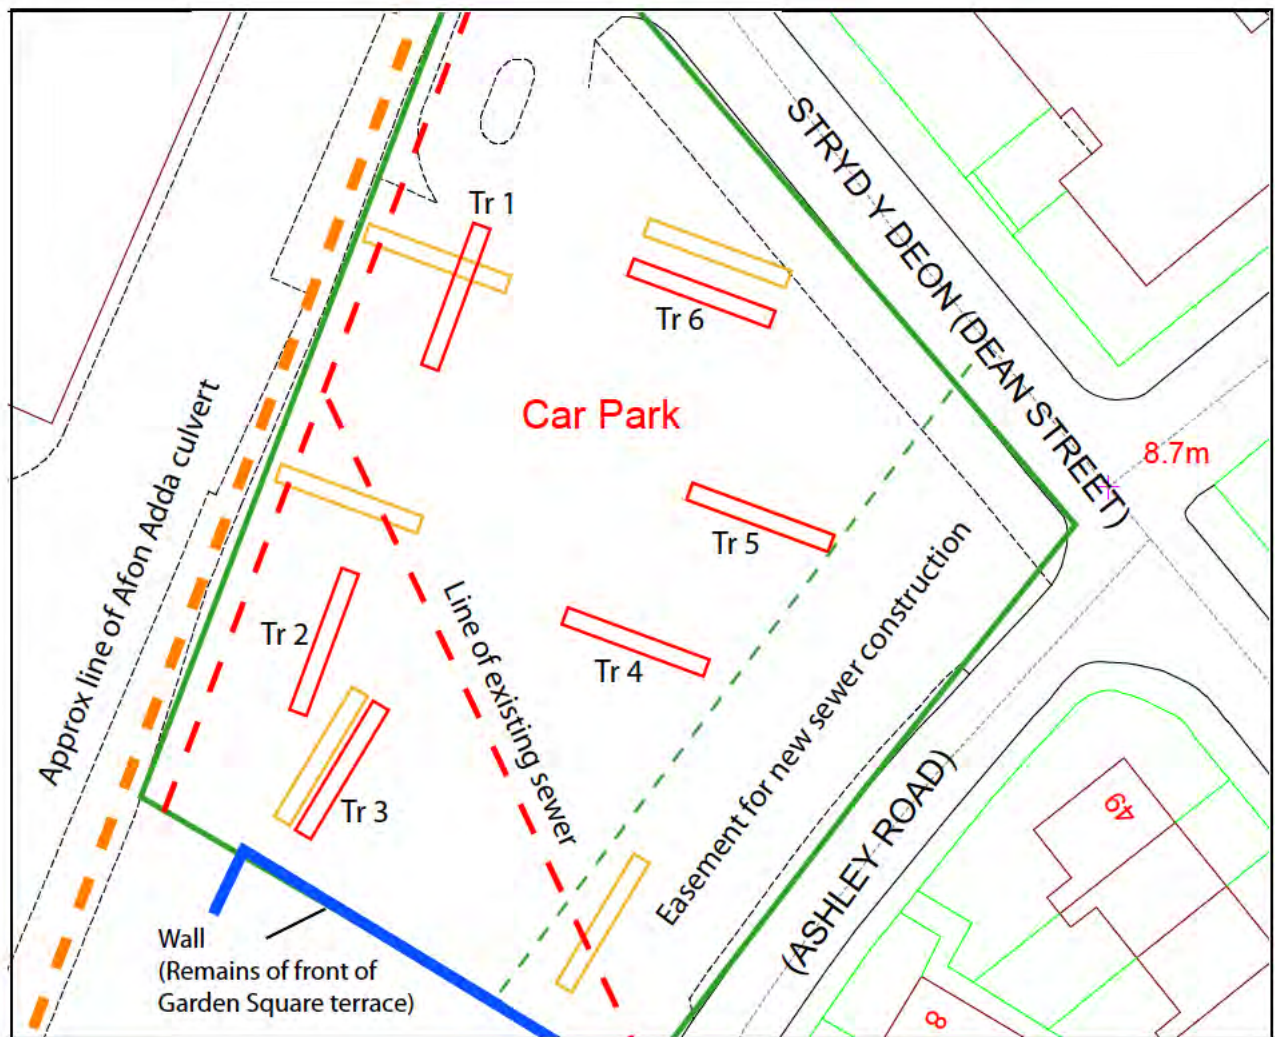 STRYD Y DEON (DEAN STREET)
Tr 1
Tr 6
Car Park
8.7m
Approx line of Afon Adda culvert
Tr 5
Line of existing sewer
Tr 2
Tr 4
Easement for new sewer construction
Tr 3
(ASHLEY ROAD)
49
Wall
(Remains of front of
Garden Square terrace)
8